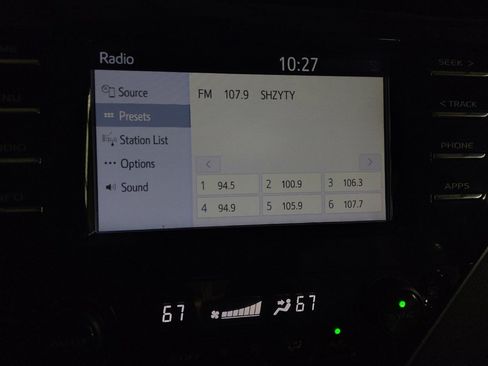 Radio 10:27
SEEK >
Source
FM 107.9 SHZYTY
Presets
< TRACK
Station List
PHONE
Options
< >
Sound
1 94.5 2 100.9 3 106.3
APPS
4 94.9 5 105.9 6 107.7
67 67